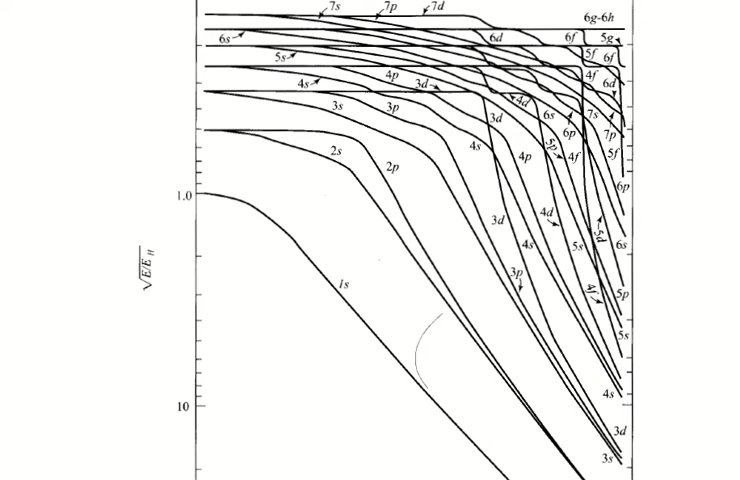 7s 7p 7d
6g-6h
6s 6d 6f 5g
5s 5f 6f
4p 4f
4s 3d 6d
3s 3p 4d
3d 6s 7s
6p 7p
2s 4s 4p 5p 4f 5f
2p
6p
1.0
3d 4d
5d
4s 5s 6s
√E/E H
3p
1s 4f 5p
5s
4s
10
3d
3s